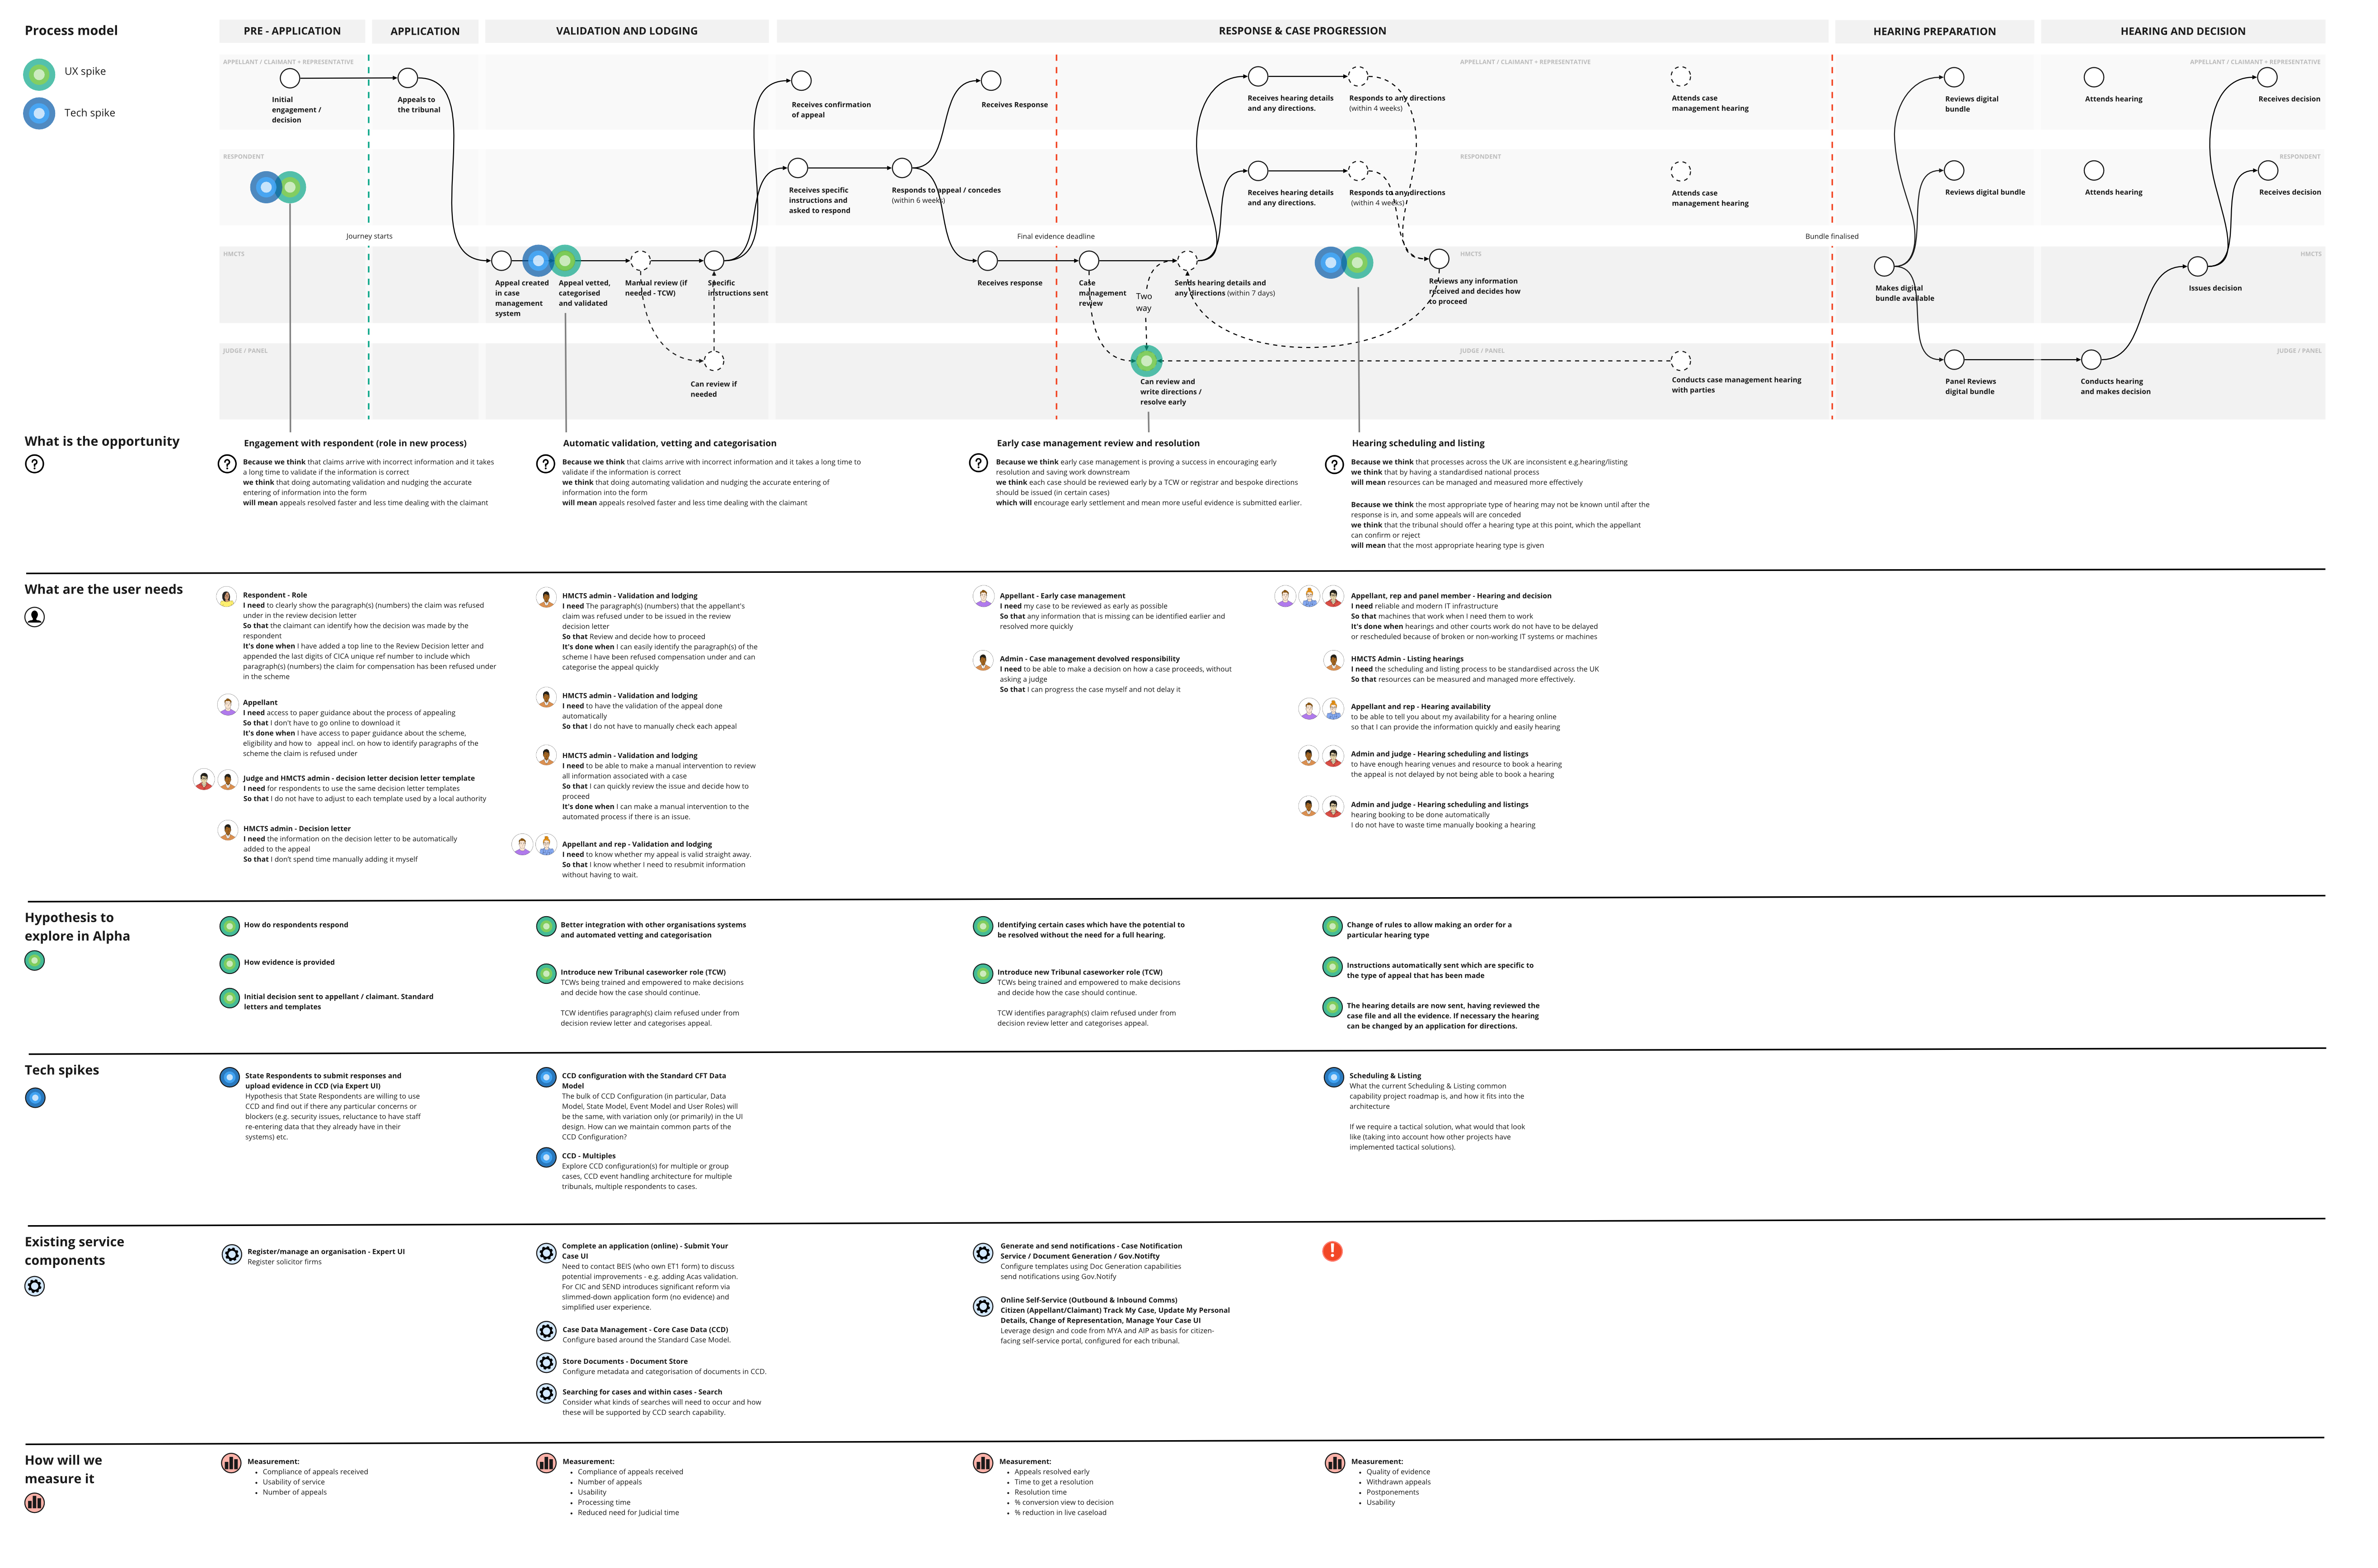 Process model
PRE - APPLICATION
APPLICATION
VALIDATION AND LODGING
RESPONSE & CASE PROGRESSION
HEARING PREPARATION
HEARING AND DECISION
UX spike
Tech spike
APPELLANT / CLAIMANT + REPRESENTATIVE
APPELLANT / CLAIMANT + REPRESENTATIVE
APPELLANT / CLAIMANT + REPRESENTATIVE
Initial
engagement /
decision
Appeals to
the tribunal
Receives confirmation
of appeal
Receives Response
Receives hearing details
and any directions.
Responds to any directions
(within 4 weeks)
Attends case
management hearing
Reviews digital
bundle
Attends hearing
Receives decision
RESPONDENT
RESPONDENT
RESPONDENT
Receives specific
instructions and
asked to respond
Responds to appeal / concedes
(within 6 weeks)
Receives hearing details
and any directions.
Responds to any directions
(within 4 weeks)
Attends case
management hearing
Reviews digital bundle
Attends hearing
Receives decision
Journey starts
Final evidence deadline
Bundle finalised
HMCTS
HMCTS
HMCTS
Appeal created
in case
management
system
Appeal vetted,
categorised
and validated
Manual review (if
needed - TCW)
Specific
instructions sent
Receives response
Case
management
review
Two
way
Sends hearing details and
any directions (within 7 days)
Reviews any information
received and decides how
to proceed
Makes digital
bundle available
Issues decision
JUDGE / PANEL
JUDGE / PANEL
JUDGE / PANEL
Can review if
needed
Can review and
write directions /
resolve early
Conducts case management hearing
with parties
Panel Reviews
digital bundle
Conducts hearing
and makes decision
What is the opportunity
Engagement with respondent (role in new process)
Because we think that claims arrive with incorrect information and it takes
a long time to validate if the information is correct
we think that doing automating validation and nudging the accurate
entering of information into the form
will mean appeals resolved faster and less time dealing with the claimant
Automatic validation, vetting and categorisation
Because we think that claims arrive with incorrect information and it takes a long time to
validate if the information is correct
we think that doing automating validation and nudging the accurate entering of
information into the form
will mean appeals resolved faster and less time dealing with the claimant
Early case management review and resolution
Because we think early case management is proving a success in encouraging early
resolution and saving work downstream
we think each case should be reviewed early by a TCW or registrar and bespoke directions
should be issued (in certain cases)
which will encourage early settlement and mean more useful evidence is submitted earlier.
Hearing scheduling and listing
Because we think that processes across the UK are inconsistent e.g.hearing/listing
we think that by having a standardised national process
will mean resources can be managed and measured more effectively
Because we think the most appropriate type of hearing may not be known until after the
response is in, and some appeals will are conceded
we think that the tribunal should offer a hearing type at this point, which the appellant
can confirm or reject
will mean that the most appropriate hearing type is given
What are the user needs
Respondent - Role
I need to clearly show the paragraph(s) (numbers) the claim was refused
under in the review decision letter
So that the claimant can identify how the decision was made by the
respondent
It's done when I have added a top line to the Review Decision letter and
appended the last digits of CICA unique ref number to include which
paragraph(s) (numbers) the claim for compensation has been refused under
in the scheme
Appellant
I need access to paper guidance about the process of appealing
So that I don't have to go online to download it
It's done when I have access to paper guidance about the scheme,
eligibility and how to appeal incl. on how to identify paragraphs of the
scheme the claim is refused under
Judge and HMCTS admin - decision letter decision letter template
I need for respondents to use the same decision letter templates
So that I do not have to adjust to each template used by a local authority
HMCTS admin - Decision letter
I need the information on the decision letter to be automatically
added to the appeal
So that I don't spend time manually adding it myself
HMCTS admin - Validation and lodging
I need The paragraph(s) (numbers) that the appellant's
claim was refused under to be issued in the review
decision letter
So that Review and decide how to proceed
It's done when I can easily identify the paragraph(s) of the
scheme I have been refused compensation under and can
categorise the appeal quickly
HMCTS admin - Validation and lodging
I need to have the validation of the appeal done
automatically
So that I do not have to manually check each appeal
HMCTS admin - Validation and lodging
I need to be able to make a manual intervention to review
all information associated with a case
So that I can quickly review the issue and decide how to
proceed
It's done when I can make a manual intervention to the
automated process if there is an issue.
Appellant and rep - Validation and lodging
I need to know whether my appeal is valid straight away.
So that I know whether I need to resubmit information
without having to wait.
Appellant - Early case management
I need my case to be reviewed as early as possible
So that any information that is missing can be identified earlier and
resolved more quickly
Admin - Case management devolved responsibility
I need to be able to make a decision on how a case proceeds, without
asking a judge
So that I can progress the case myself and not delay it
Appellant, rep and panel member - Hearing and decision
I need reliable and modern IT infrastructure
So that machines that work when I need them to work
It's done when hearings and other courts work do not have to be delayed
or rescheduled because of broken or non-working IT systems or machines
HMCTS Admin - Listing hearings
I need the scheduling and listing process to be standardised across the UK
So that resources can be measured and managed more effectively.
Appellant and rep - Hearing availability
to be able to tell you about my availability for a hearing online
so that I can provide the information quickly and easily hearing
Admin and judge - Hearing scheduling and listings
to have enough hearing venues and resource to book a hearing
the appeal is not delayed by not being able to book a hearing
Admin and judge - Hearing scheduling and listings
hearing booking to be done automatically
I do not have to waste time manually booking a hearing
Hypothesis to
explore in Alpha
How do respondents respond
How evidence is provided
Initial decision sent to appellant / claimant. Standard
letters and templates
Better integration with other organisations systems
and automated vetting and categorisation
Introduce new Tribunal caseworker role (TCW)
TCWs being trained and empowered to make decisions
and decide how the case should continue.
TCW identifies paragraph(s) claim refused under from
decision review letter and categorises appeal.
Identifying certain cases which have the potential to
be resolved without the need for a full hearing.
Introduce new Tribunal caseworker role (TCW)
TCWs being trained and empowered to make decisions
and decide how the case should continue.
TCW identifies paragraph(s) claim refused under from
decision review letter and categorises appeal.
Change of rules to allow making an order for a
particular hearing type
Instructions automatically sent which are specific to
the type of appeal that has been made
The hearing details are now sent, having reviewed the
case file and all the evidence. If necessary the hearing
can be changed by an application for directions.
Tech spikes
State Respondents to submit responses and
upload evidence in CCD (via Expert UI)
Hypothesis that State Respondents are willing to use
CCD and find out if there any particular concerns or
blockers (e.g. security issues, reluctance to have staff
re-entering data that they already have in their
systems) etc.
CCD configuration with the Standard CFT Data
Model
The bulk of CCD Configuration (in particular, Data
Model, State Model, Event Model and User Roles) will
be the same, with variation only (or primarily) in the UI
design. How can we maintain common parts of the
CCD Configuration?
CCD - Multiples
Explore CCD configuration(s) for multiple or group
cases, CCD event handling architecture for multiple
tribunals, multiple respondents to cases.
Scheduling & Listing
What the current Scheduling & Listing common
capability project roadmap is, and how it fits into the
architecture
If we require a tactical solution, what would that look
like (taking into account how other projects have
implemented tactical solutions).
Existing service
components
Register/manage an organisation - Expert UI
Register solicitor firms
Complete an application (online) - Submit Your
Case UI
Need to contact BEIS (who own ET1 form) to discuss
potential improvements - e.g. adding Acas validation.
For CIC and SEND introduces significant reform via
slimmed-down application form (no evidence) and
simplified user experience.
Case Data Management - Core Case Data (CCD)
Configure based around the Standard Case Model.
Store Documents - Document Store
Configure metadata and categorisation of documents in CCD.
Searching for cases and within cases - Search
Consider what kinds of searches will need to occur and how
these will be supported by CCD search capability.
Generate and send notifications - Case Notification
Service / Document Generation / Gov.Notifty
Configure templates using Doc Generation capabilities
send notifications using Gov.Notify
Online Self-Service (Outbound & Inbound Comms)
Citizen (Appellant/Claimant) Track My Case, Update My Personal
Details, Change of Representation, Manage Your Case UI
Leverage design and code from MYA and AIP as basis for citizen-
facing self-service portal, configured for each tribunal.
How will we
measure it
Measurement:
• Compliance of appeals received
• Usability of service
• Number of appeals
Measurement:
• Compliance of appeals received
• Number of appeals
• Usability
• Processing time
• Reduced need for Judicial time
Measurement:
• Appeals resolved early
• Time to get a resolution
• Resolution time
• % conversion view to decision
• % reduction in live caseload
Measurement:
• Quality of evidence
• Withdrawn appeals
• Postponements
• Usability